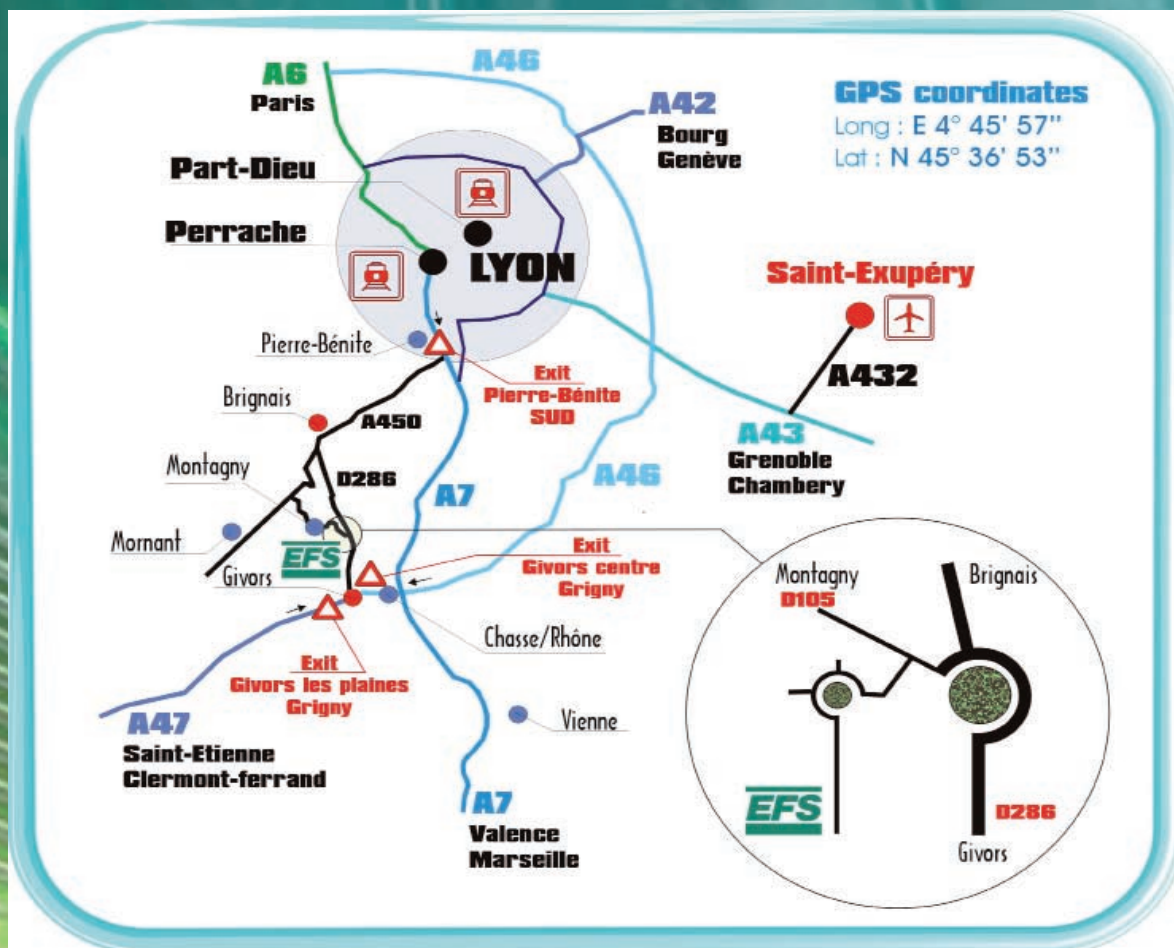 A6
Paris
A46
A42
Bourg
Genève
GPS coordinates
Long : E 4° 45' 57"
Lat : N 45° 36' 53"
Part-Dieu
Perrache
LYON
Saint-Exupéry
A432
A43
Grenoble
Chambery
Pierre-Bénite
Exit
Pierre-Bénite
SUD
Brignais
A450
Montagny
D286
A7
A46
Mornant
EFS
Givors
Exit
Givors centre
Grigny
Chasse/Rhône
Exit
Givors les plaines
Grigny
A47
Saint-Etienne
Clermont-ferrand
Vienne
A7
Valence
Marseille
Montagny
D105
Brignais
EFS
D286
Givors